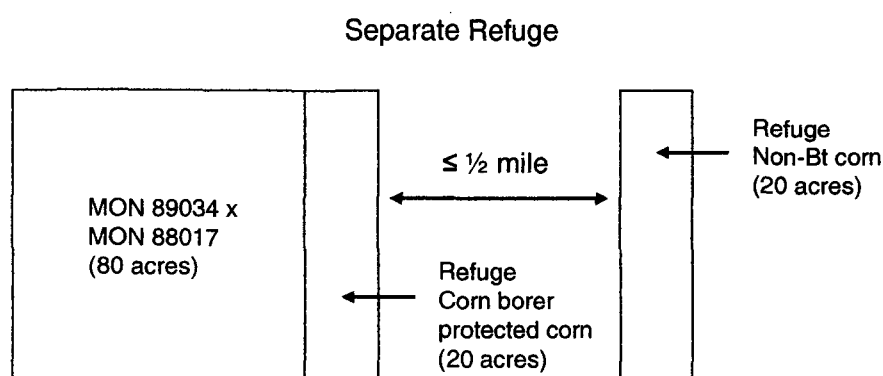 Separate Refuge
MON 89034 x
MON 88017
(80 acres)
≤ ½ mile
Refuge
Corn borer
protected corn
(20 acres)
Refuge
Non-Bt corn
(20 acres)